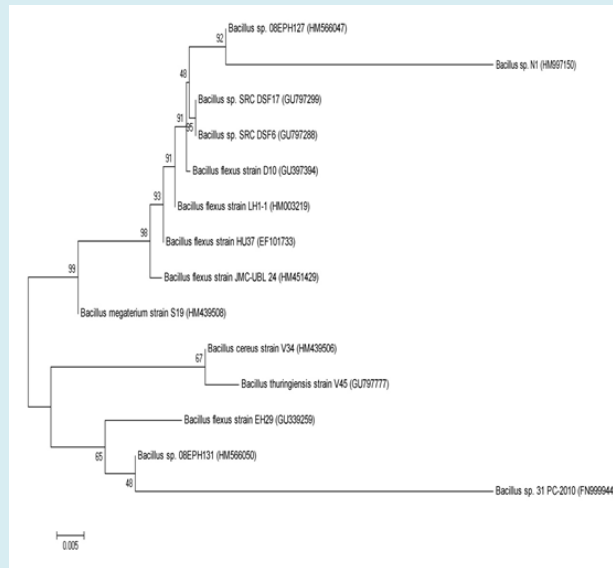 Bacillus sp. 08EPH127 (HM566047)
92
Bacillus sp. N1 (HM997150)
48
Bacillus sp. SRC DSF17 (GU797299)
91
95
Bacillus sp. SRC DSF6 (GU797288)
91
Bacillus flexus strain D10 (GU397394)
93
Bacillus flexus strain LH1-1 (HM003219)
98
Bacillus flexus strain HU37 (EF101733)
99
Bacillus flexus strain JMC-UBL 24 (HM451429)
Bacillus megaterium strain S19 (HM439508)
Bacillus cereus strain V34 (HM439506)
67
Bacillus thuringiensis strain V45 (GU797777)
Bacillus flexus strain EH29 (GU339259)
65
Bacillus sp. 08EPH131 (HM566050)
48
Bacillus sp. 31 PC-2010 (FN999944
0.005